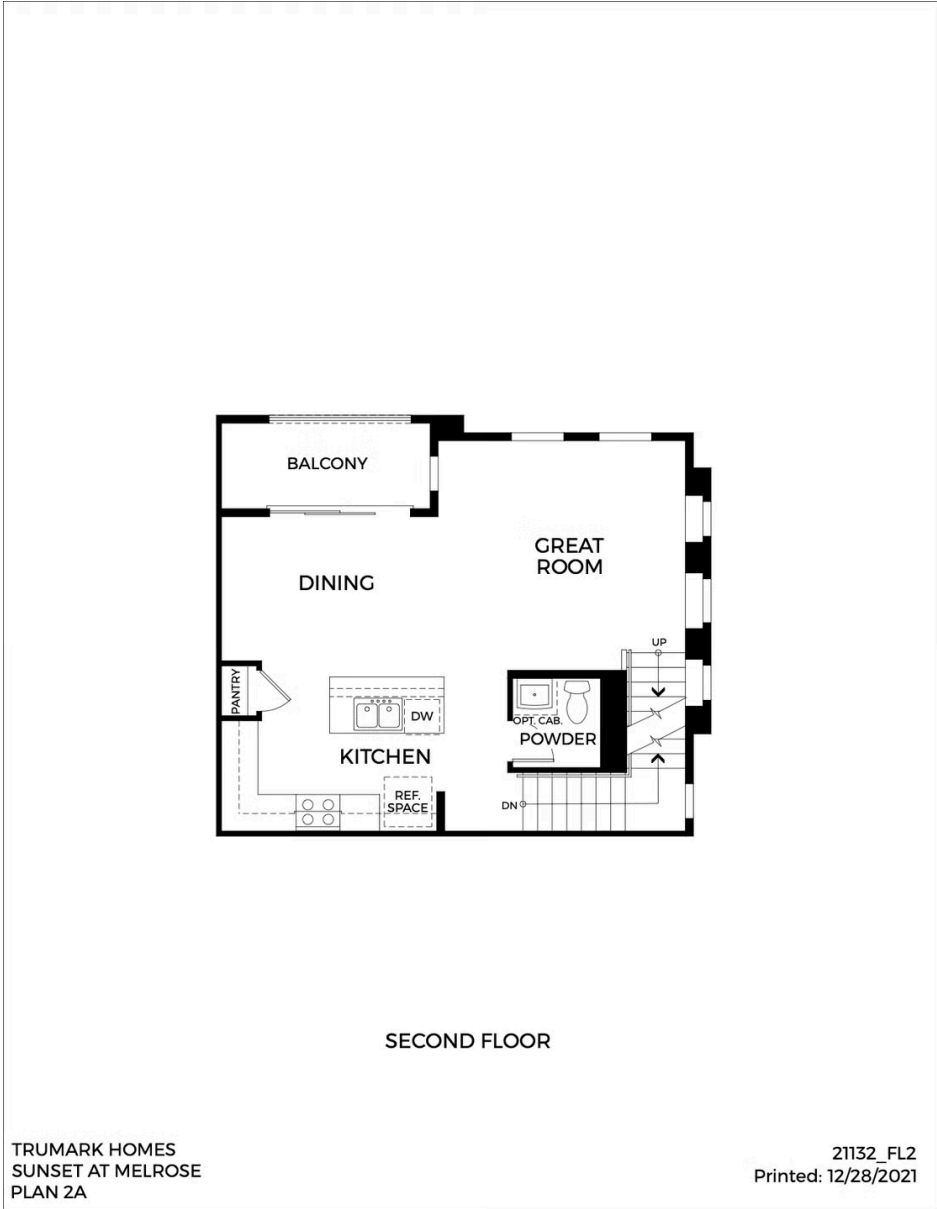 BALCONY
GREAT
ROOM
DINING
UP
PANTRY
OPT. CAB.
POWDER
DW
KITCHEN
REF.
SPACE
DN
SECOND FLOOR
TRUMARK HOMES
SUNSET AT MELROSE
PLAN 2A
21132_FL2
Printed: 12/28/2021